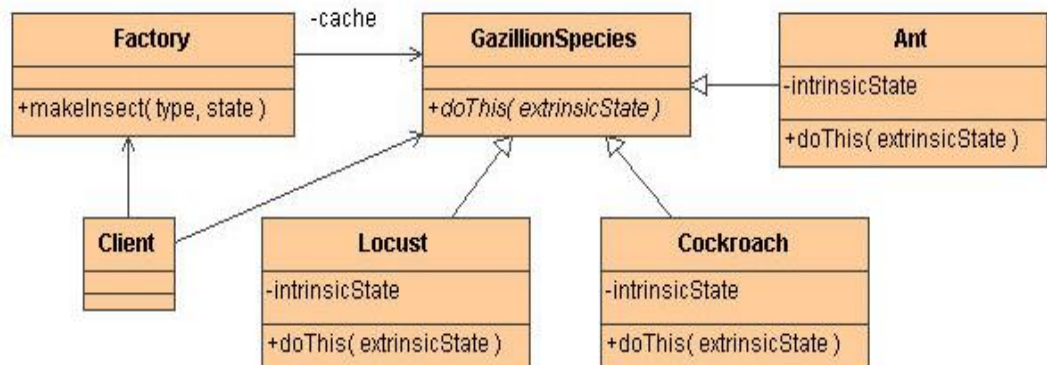 -cache
Factory
+makeInsect( type, state )
GazillionSpecies
+doThis( extrinsicState )
Ant
-intrinsicState
+doThis( extrinsicState )
Client
Locust
-intrinsicState
+doThis( extrinsicState )
Cockroach
-intrinsicState
+doThis( extrinsicState )